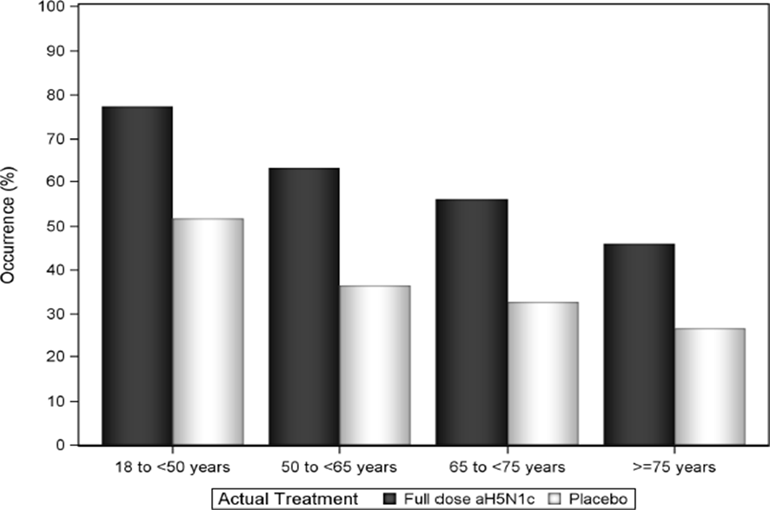 Occurrence (%)
100
90
80
70
60
50
40
30
20
10
0
18 to <50 years
50 to <65 years
65 to <75 years
>=75 years
Actual Treatment Full dose aH5N1c Placebo